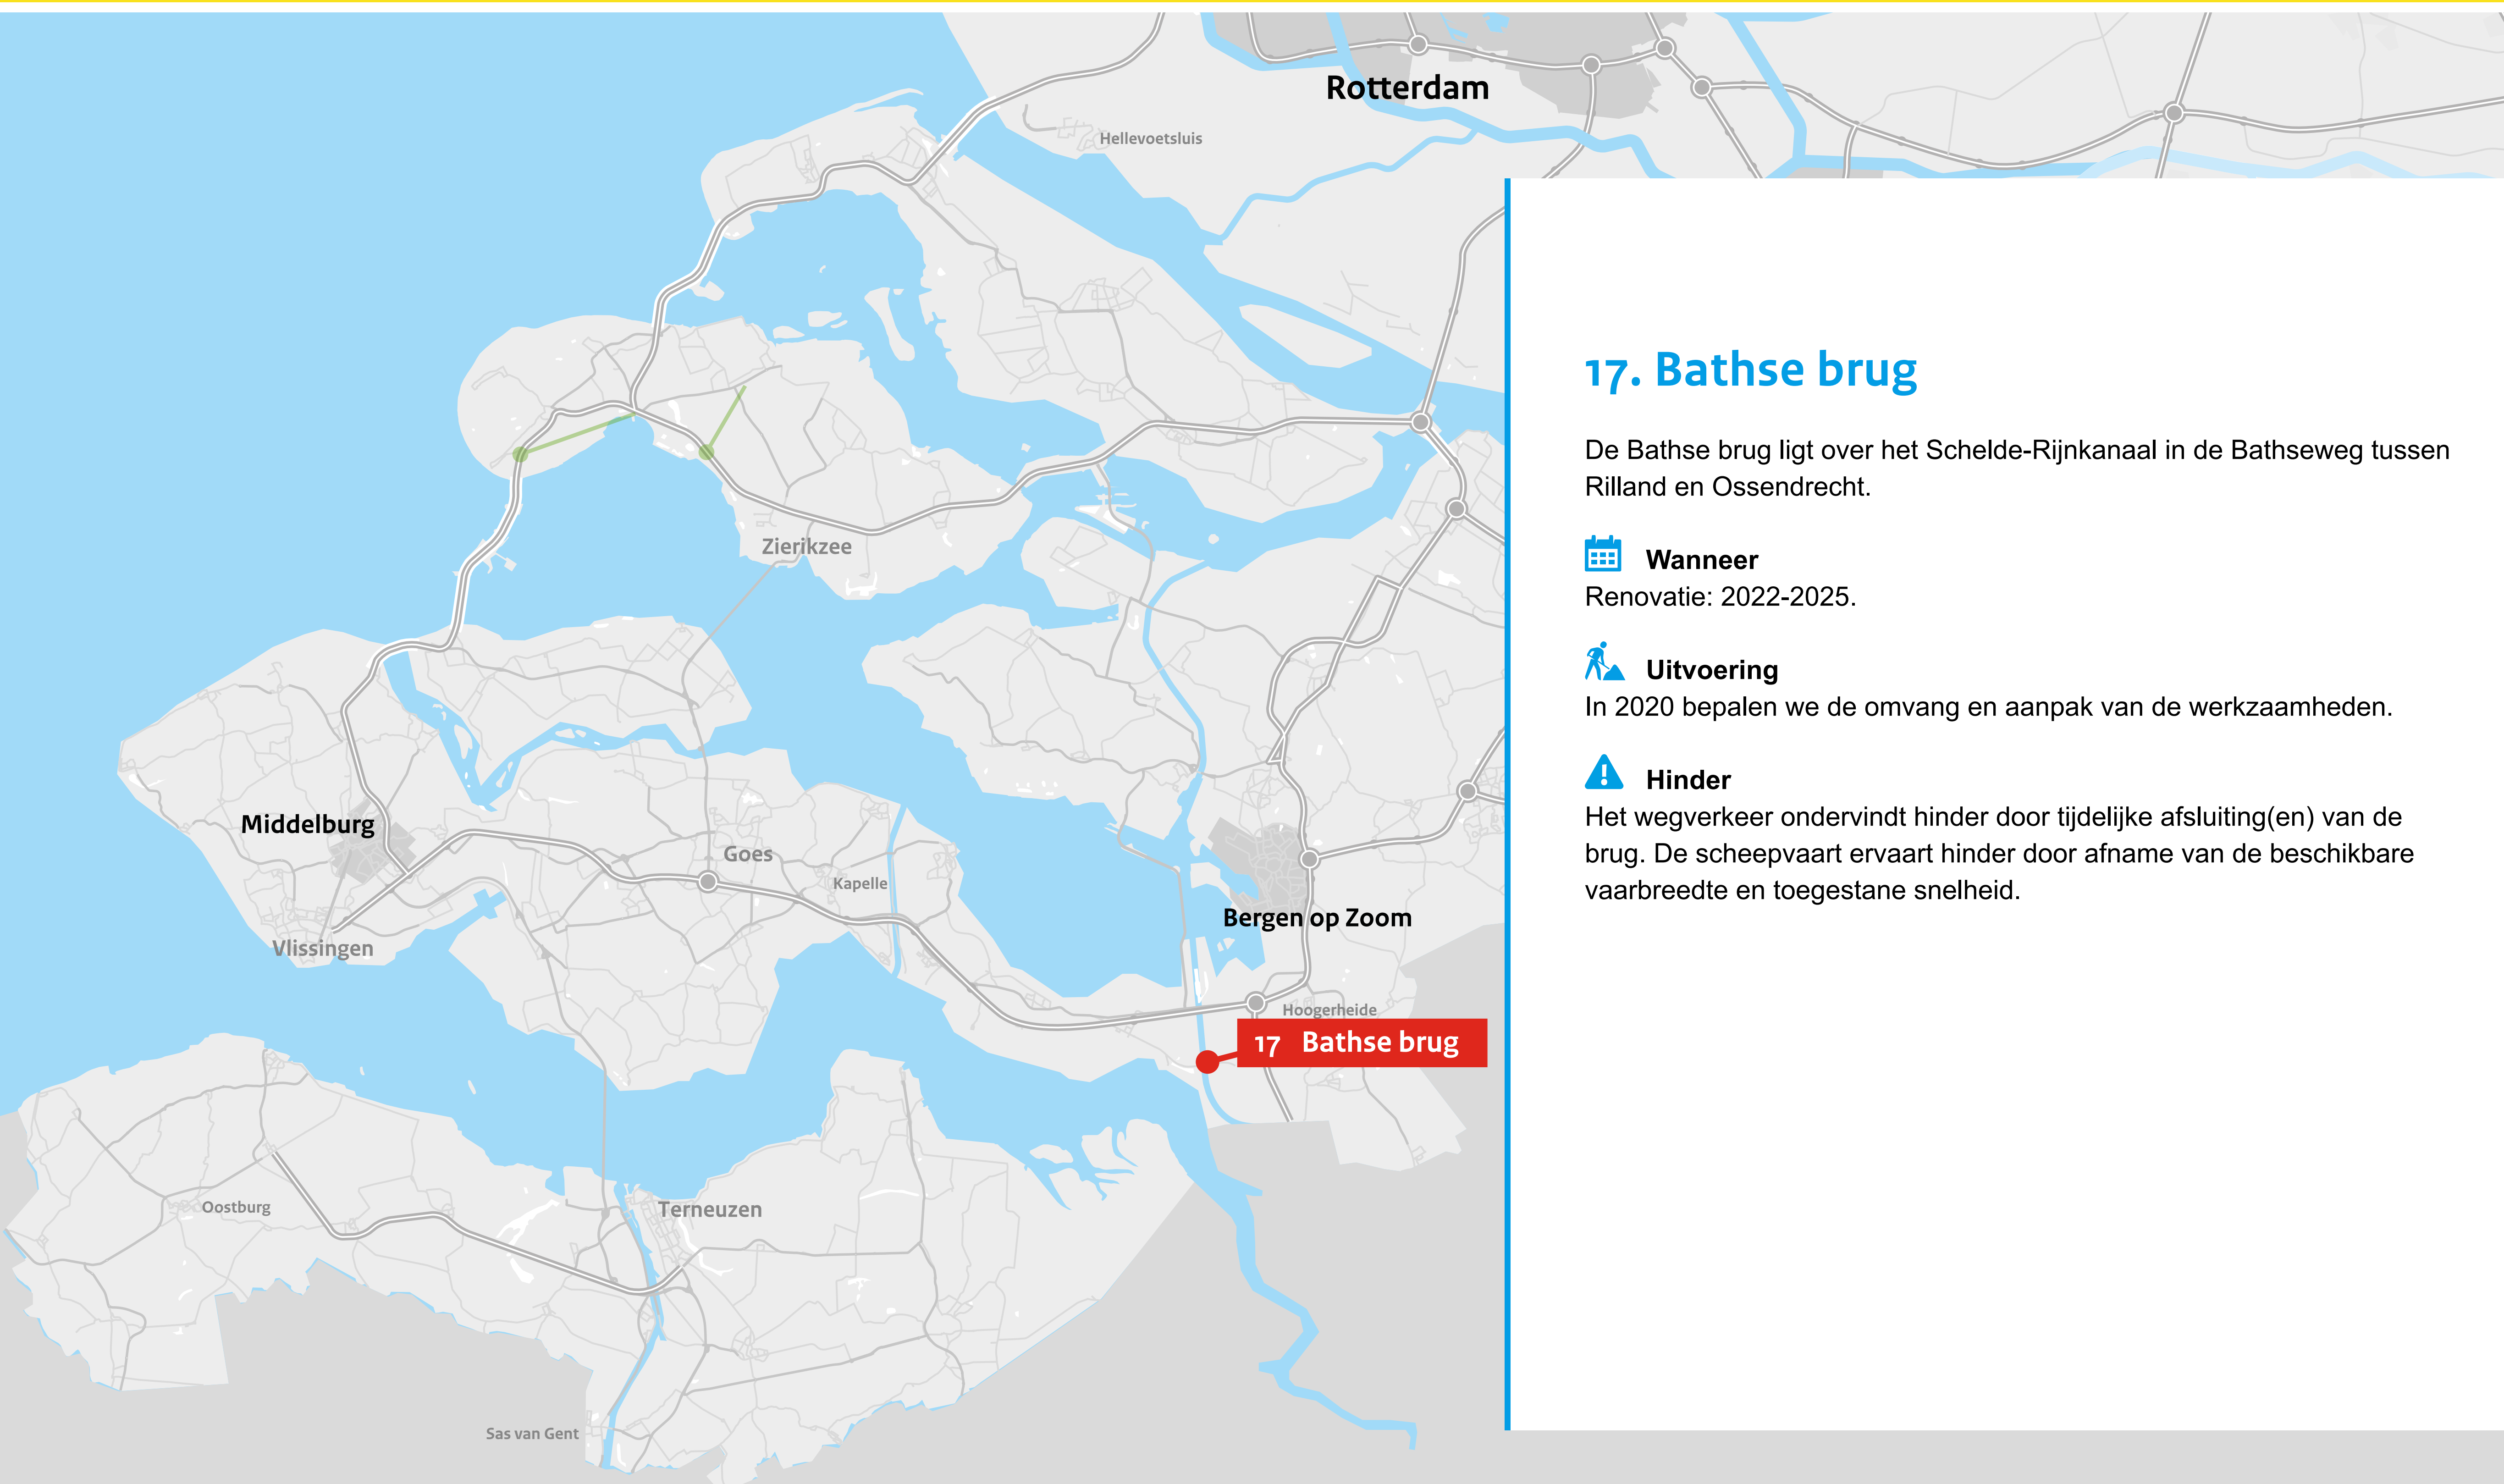 Rotterdam
Hellevoetsluis
Zierikzee
Middelburg
Goes
Kapelle
Vlissingen
Bergen op Zoom
Hoogerheide
17 Bathse brug
Oostburg
Terneuzen
Sas van Gent
17. Bathse brug
De Bathse brug ligt over het Schelde-Rijnkanaal in de Bathseweg tussen
Rilland en Ossendrecht.
Wanneer
Renovatie: 2022-2025.
Uitvoering
In 2020 bepalen we de omvang en aanpak van de werkzaamheden.
Hinder
Het wegverkeer ondervindt hinder door tijdelijke afsluiting(en) van de
brug. De scheepvaart ervaart hinder door afname van de beschikbare
vaarbreedte en toegestane snelheid.